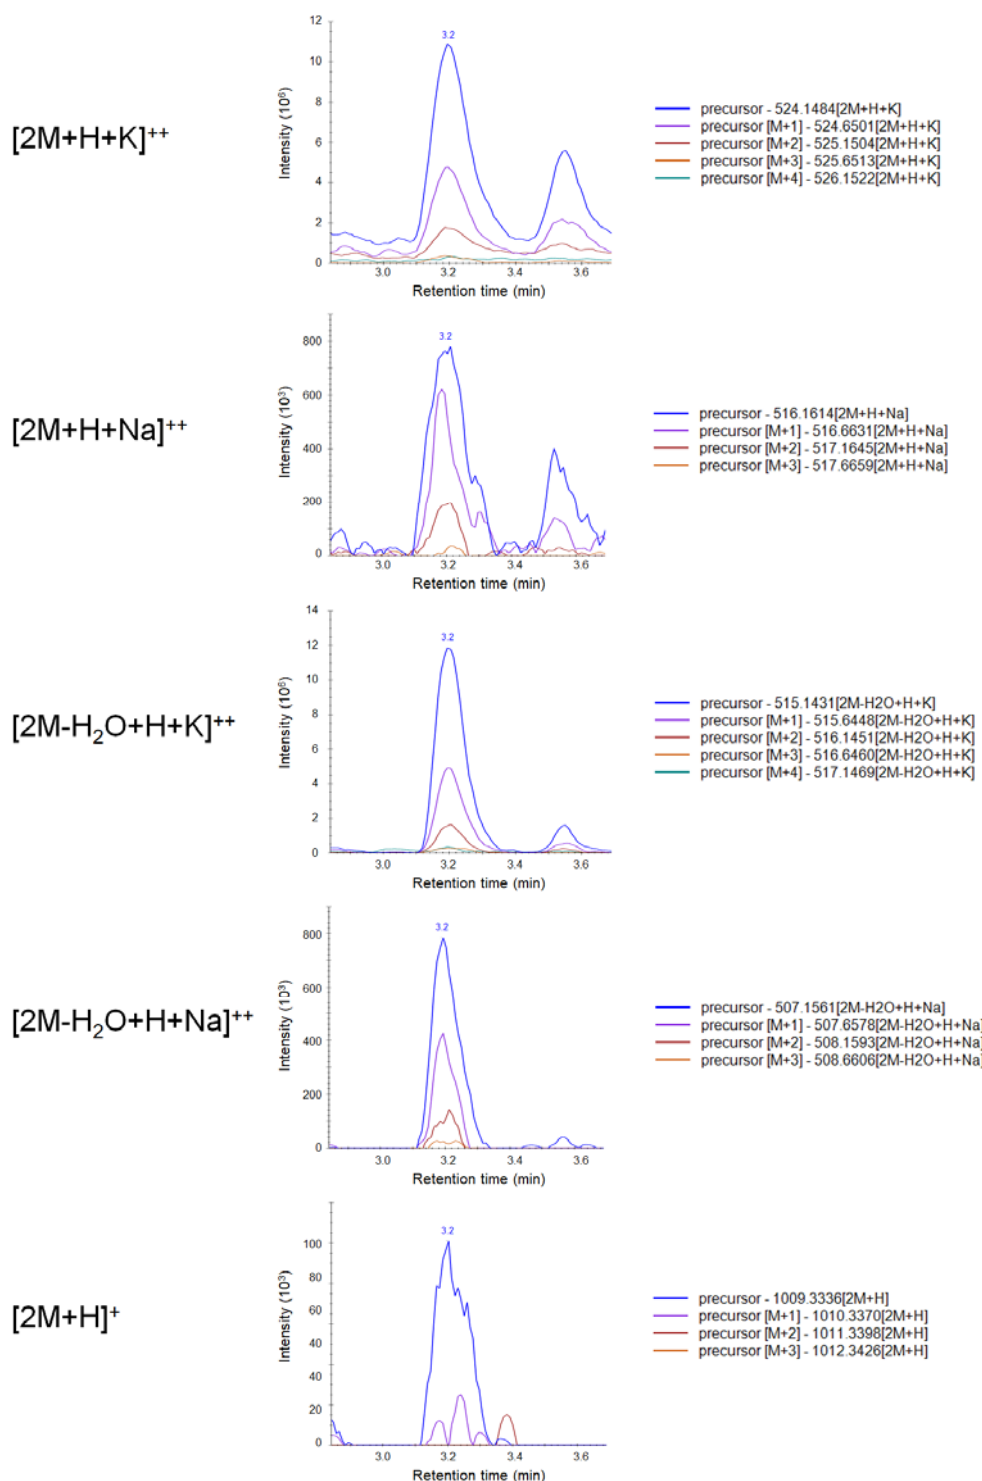 [2M+H+K]++
Intensity (10⁶)
12
10
8
6
4
2
0
3.2
3.0
3.2
3.4
3.6
Retention time (min)
precursor - 524.1484[2M+H+K]
precursor [M+1] - 524.6501[2M+H+K]
precursor [M+2] - 525.1504[2M+H+K]
precursor [M+3] - 525.6513[2M+H+K]
precursor [M+4] - 526.1522[2M+H+K]
[2M+H+Na]++
Intensity (10³)
800
600
400
200
0
3.2
3.0
3.2
3.4
3.6
Retention time (min)
precursor - 516.1614[2M+H+Na]
precursor [M+1] - 516.6631[2M+H+Na]
precursor [M+2] - 517.1645[2M+H+Na]
precursor [M+3] - 517.6659[2M+H+Na]
[2M-H₂O+H+K]++
Intensity (10⁶)
14
12
10
8
6
4
2
0
3.2
3.0
3.2
3.4
3.6
Retention time (min)
precursor - 515.1431[2M-H2O+H+K]
precursor [M+1] - 515.6448[2M-H2O+H+K]
precursor [M+2] - 516.1451[2M-H2O+H+K]
precursor [M+3] - 516.6460[2M-H2O+H+K]
precursor [M+4] - 517.1469[2M-H2O+H+K]
[2M-H₂O+H+Na]++
Intensity (10³)
800
600
400
200
0
3.2
3.0
3.2
3.4
3.6
Retention time (min)
precursor - 507.1561[2M-H2O+H+Na]
precursor [M+1] - 507.6578[2M-H2O+H+Na]
precursor [M+2] - 508.1593[2M-H2O+H+Na]
precursor [M+3] - 508.6606[2M-H2O+H+Na]
[2M+H]+
Intensity (10³)
100
80
60
40
20
0
3.2
3.0
3.2
3.4
3.6
Retention time (min)
precursor - 1009.3336[2M+H]
precursor [M+1] - 1010.3370[2M+H]
precursor [M+2] - 1011.3398[2M+H]
precursor [M+3] - 1012.3426[2M+H]